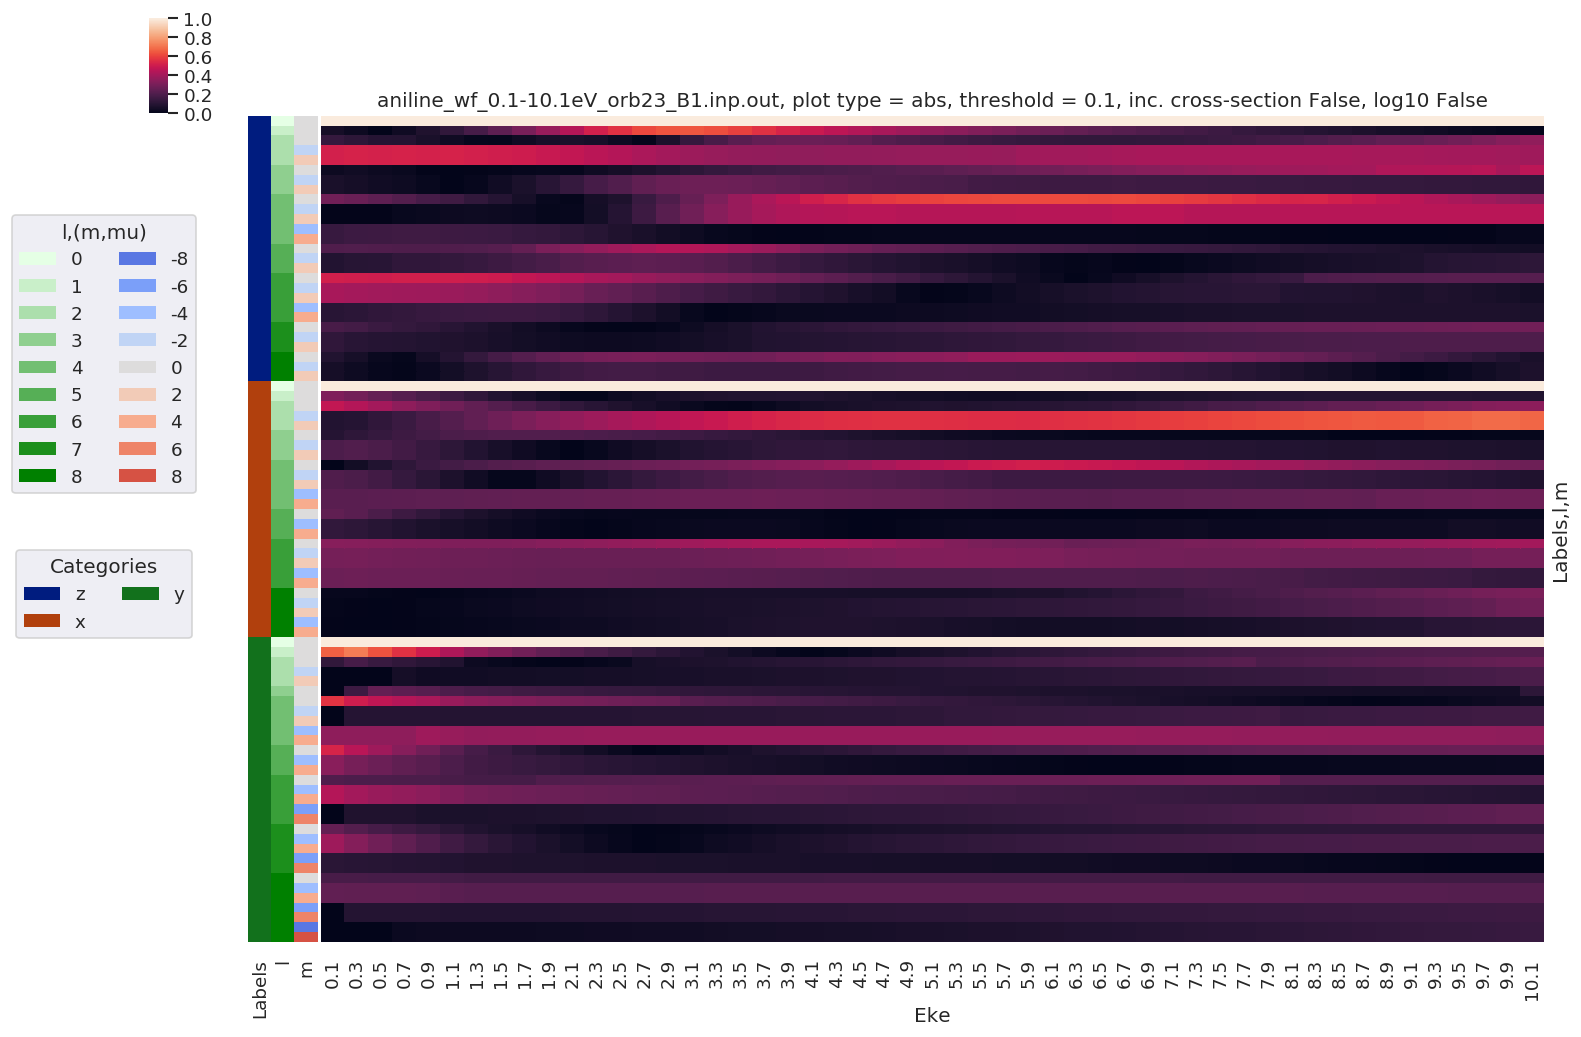 1.0
0.8
0.6
0.4
0.2
0.0
aniline_wf_0.1-10.1eV_orb23_B1.inp.out, plot type = abs, threshold = 0.1, inc. cross-section False, log10 False
l,(m,mu)
0 -8
1 -6
2 -4
3 -2
4 0
5 2
6 4
7 6
8 8
Categories
z y
x
Labels,l,m
Labels l m 0.1 0.3 0.5 0.7 0.9 1.1 1.3 1.5 1.7 1.9 2.1 2.3 2.5 2.7 2.9 3.1 3.3 3.5 3.7 3.9 4.1 4.3 4.5 4.7 4.9 5.1 5.3 5.5 5.7 5.9 6.1 6.3 6.5 6.7 6.9 7.1 7.3 7.5 7.7 7.9 8.1 8.3 8.5 8.7 8.9 9.1 9.3 9.5 9.7 9.9 10.1
Eke